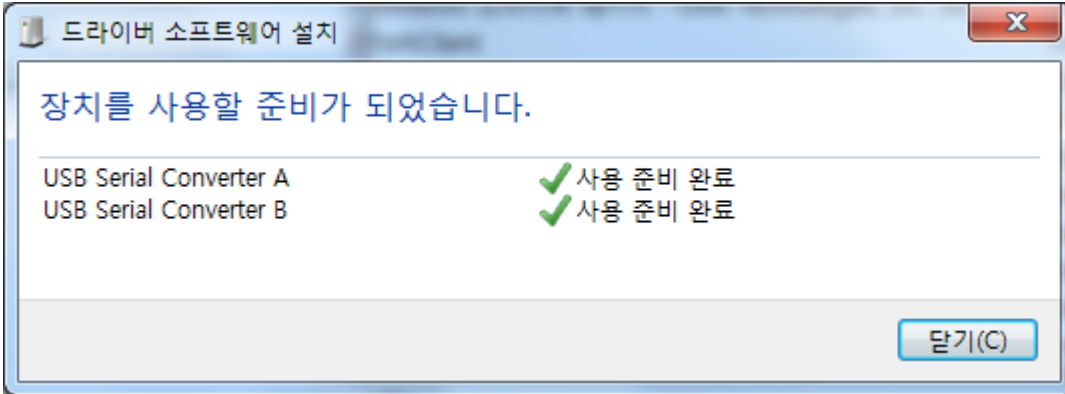 드라이버 소프트웨어 설치
장치를 사용할 준비가 되었습니다.
USB Serial Converter A 사용 준비 완료
USB Serial Converter B 사용 준비 완료
닫기(C)